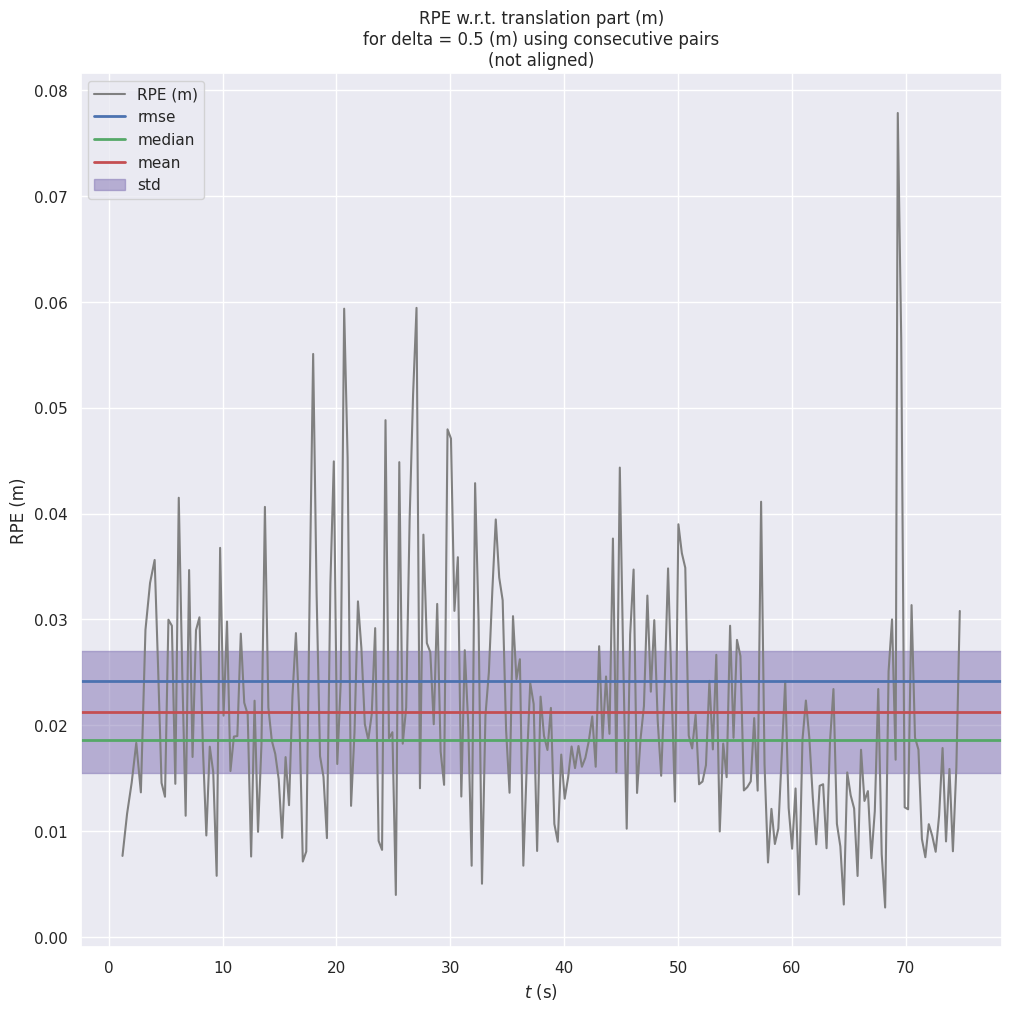 RPE w.r.t. translation part (m)
for delta = 0.5 (m) using consecutive pairs
(not aligned)
RPE (m)
rmse
median
mean
std
RPE (m)
0.08
0.07
0.06
0.05
0.04
0.03
0.02
0.01
0.00
0 10 20 30 40 50 60 70
t (s)